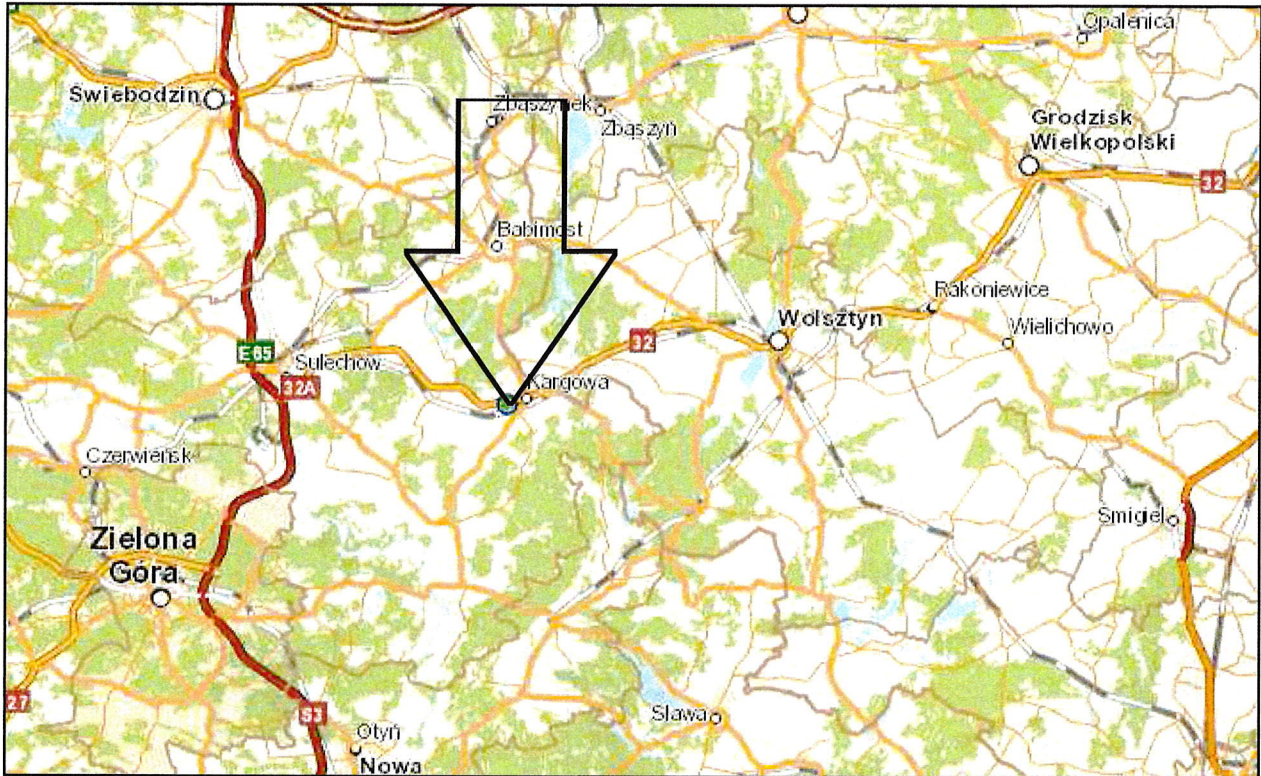 Opalenica
Świebodzin
Zbąszynek
Zbąszyń
Grodzisk
Wielkopolski
32
Babimost
Rakoniewice
Wolsztyn
Wielichowo
32
E65
Sulechów
32A
Kargowa
Czerwieńsk
Śmigiel
Zielona
Góra
27
S3
Sława
Otyń
Nowa